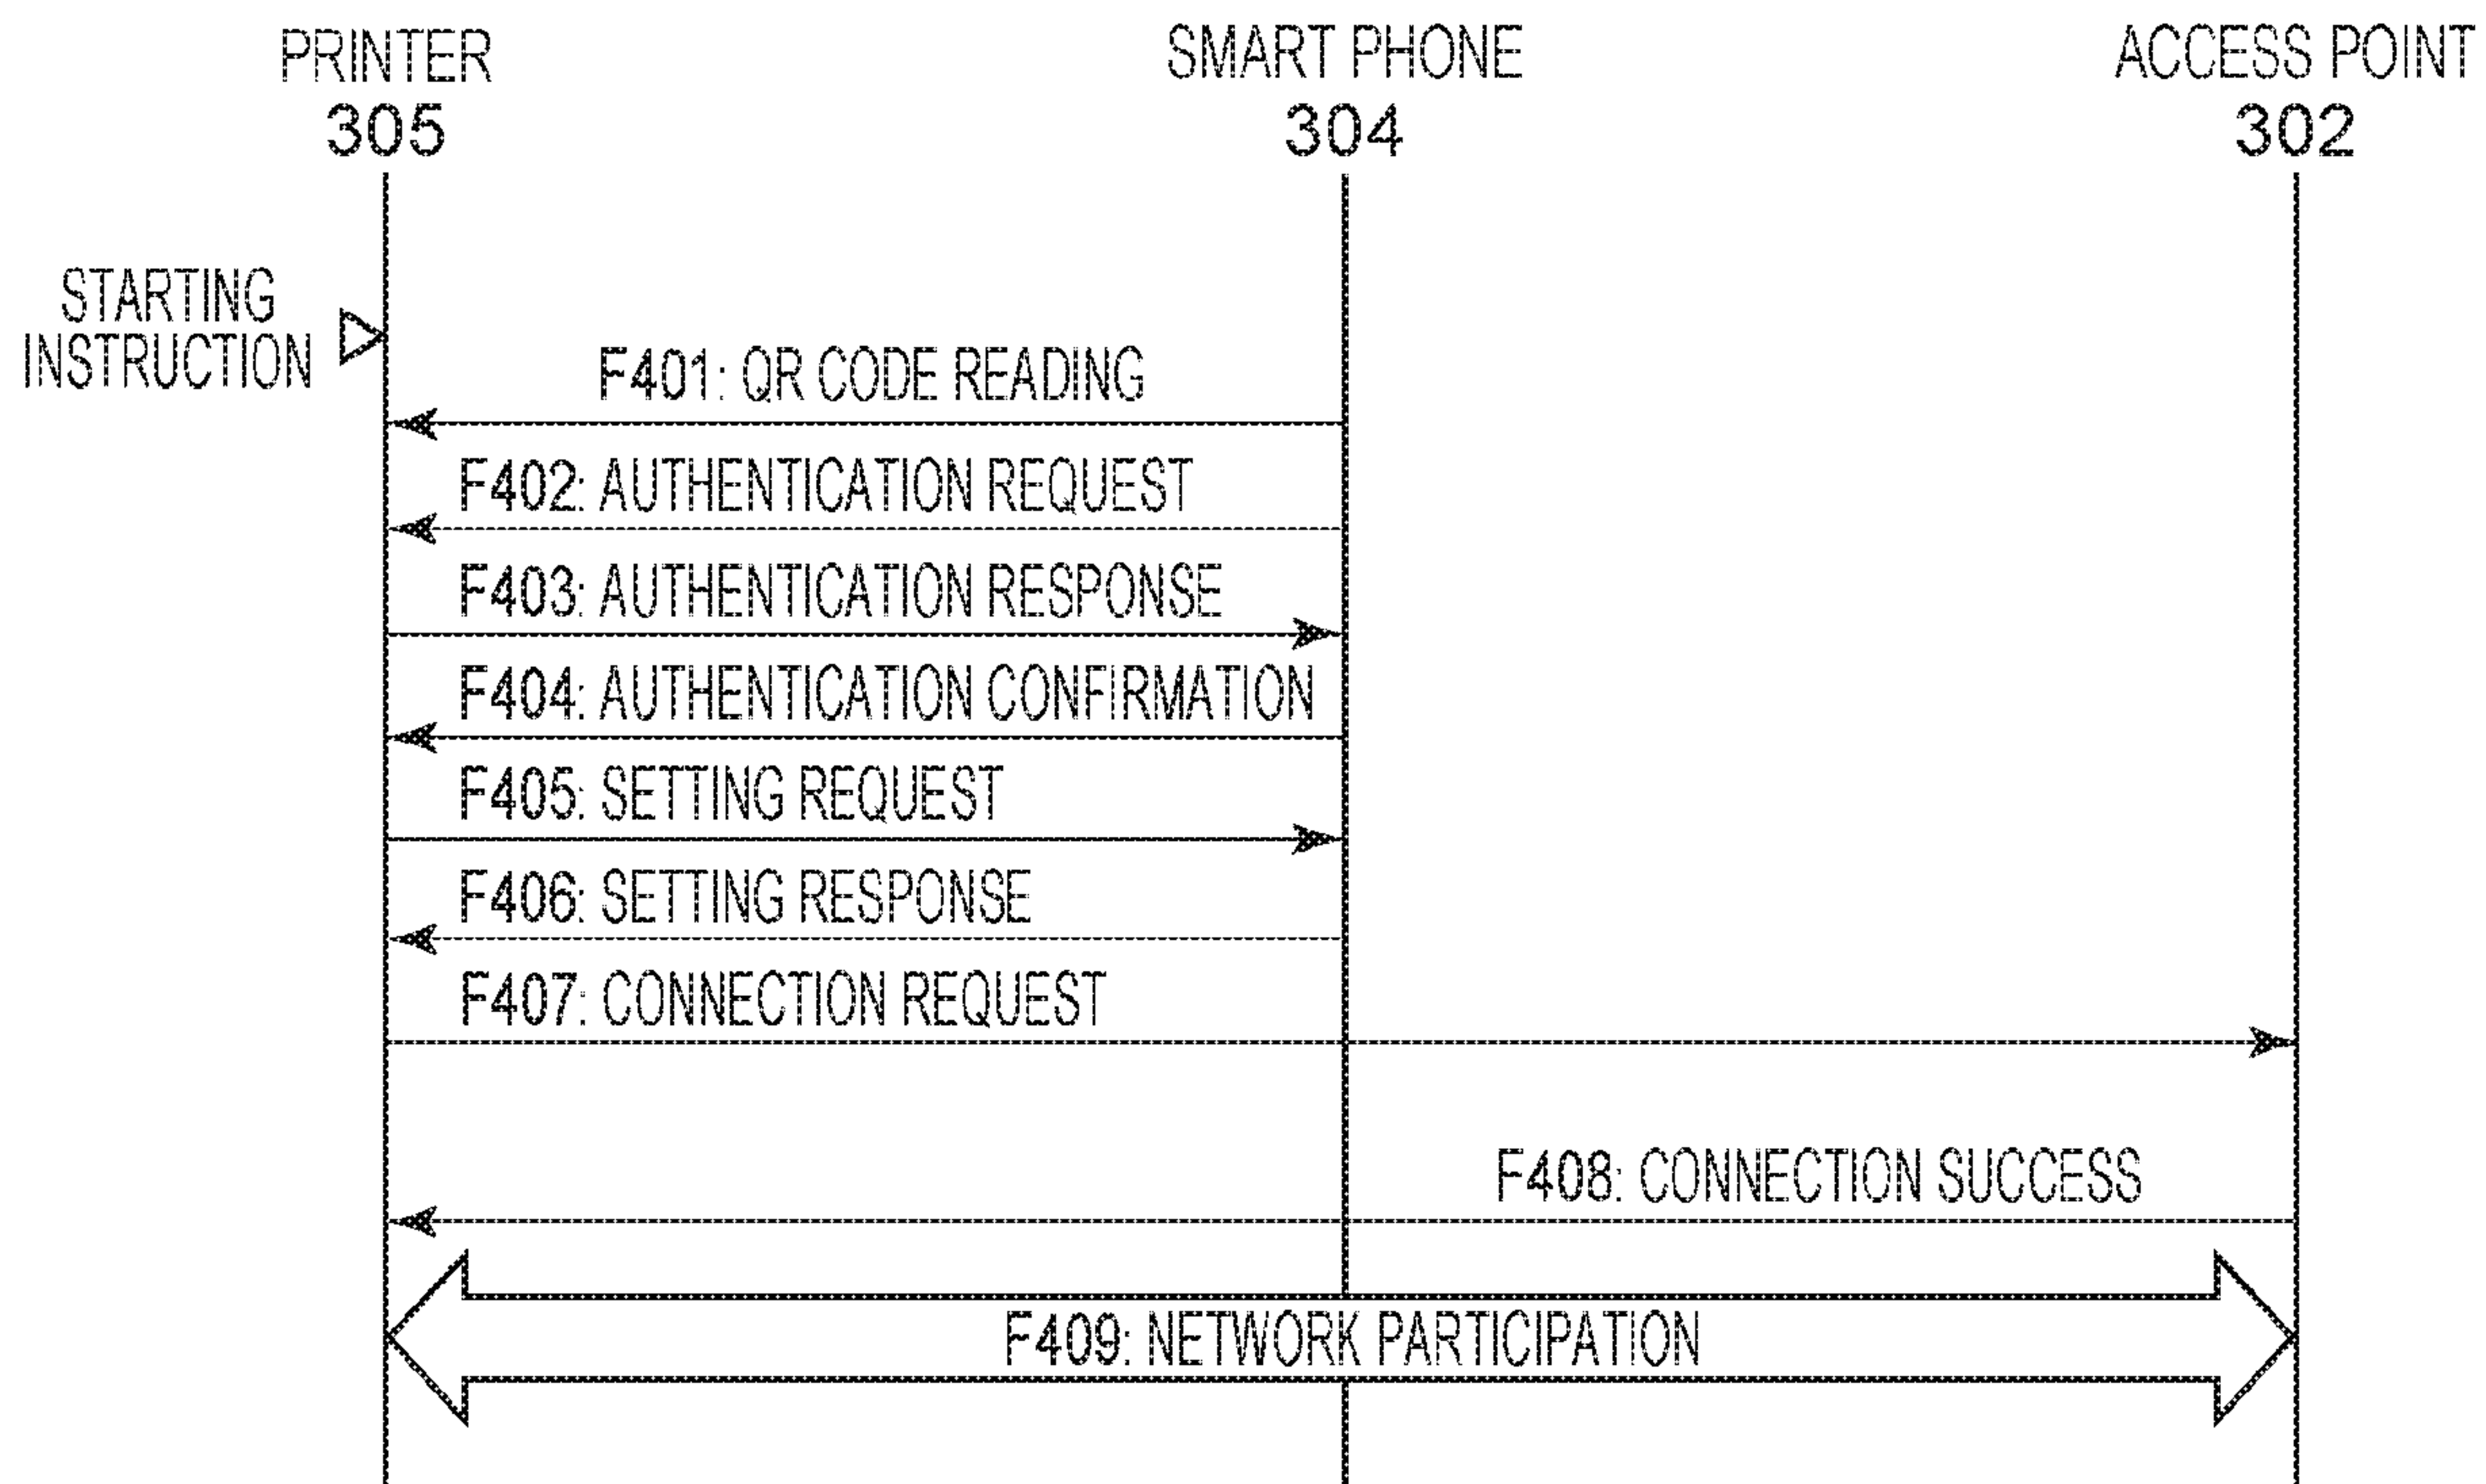 PRINTER
305
SMART PHONE
304
ACCESS POINT
302
STARTING
INSTRUCTION
F401: QR CODE READING
F402: AUTHENTICATION REQUEST
F403: AUTHENTICATION RESPONSE
F404: AUTHENTICATION CONFIRMATION
F405: SETTING REQUEST
F406: SETTING RESPONSE
F407: CONNECTION REQUEST
F408: CONNECTION SUCCESS
F409: NETWORK PARTICIPATION